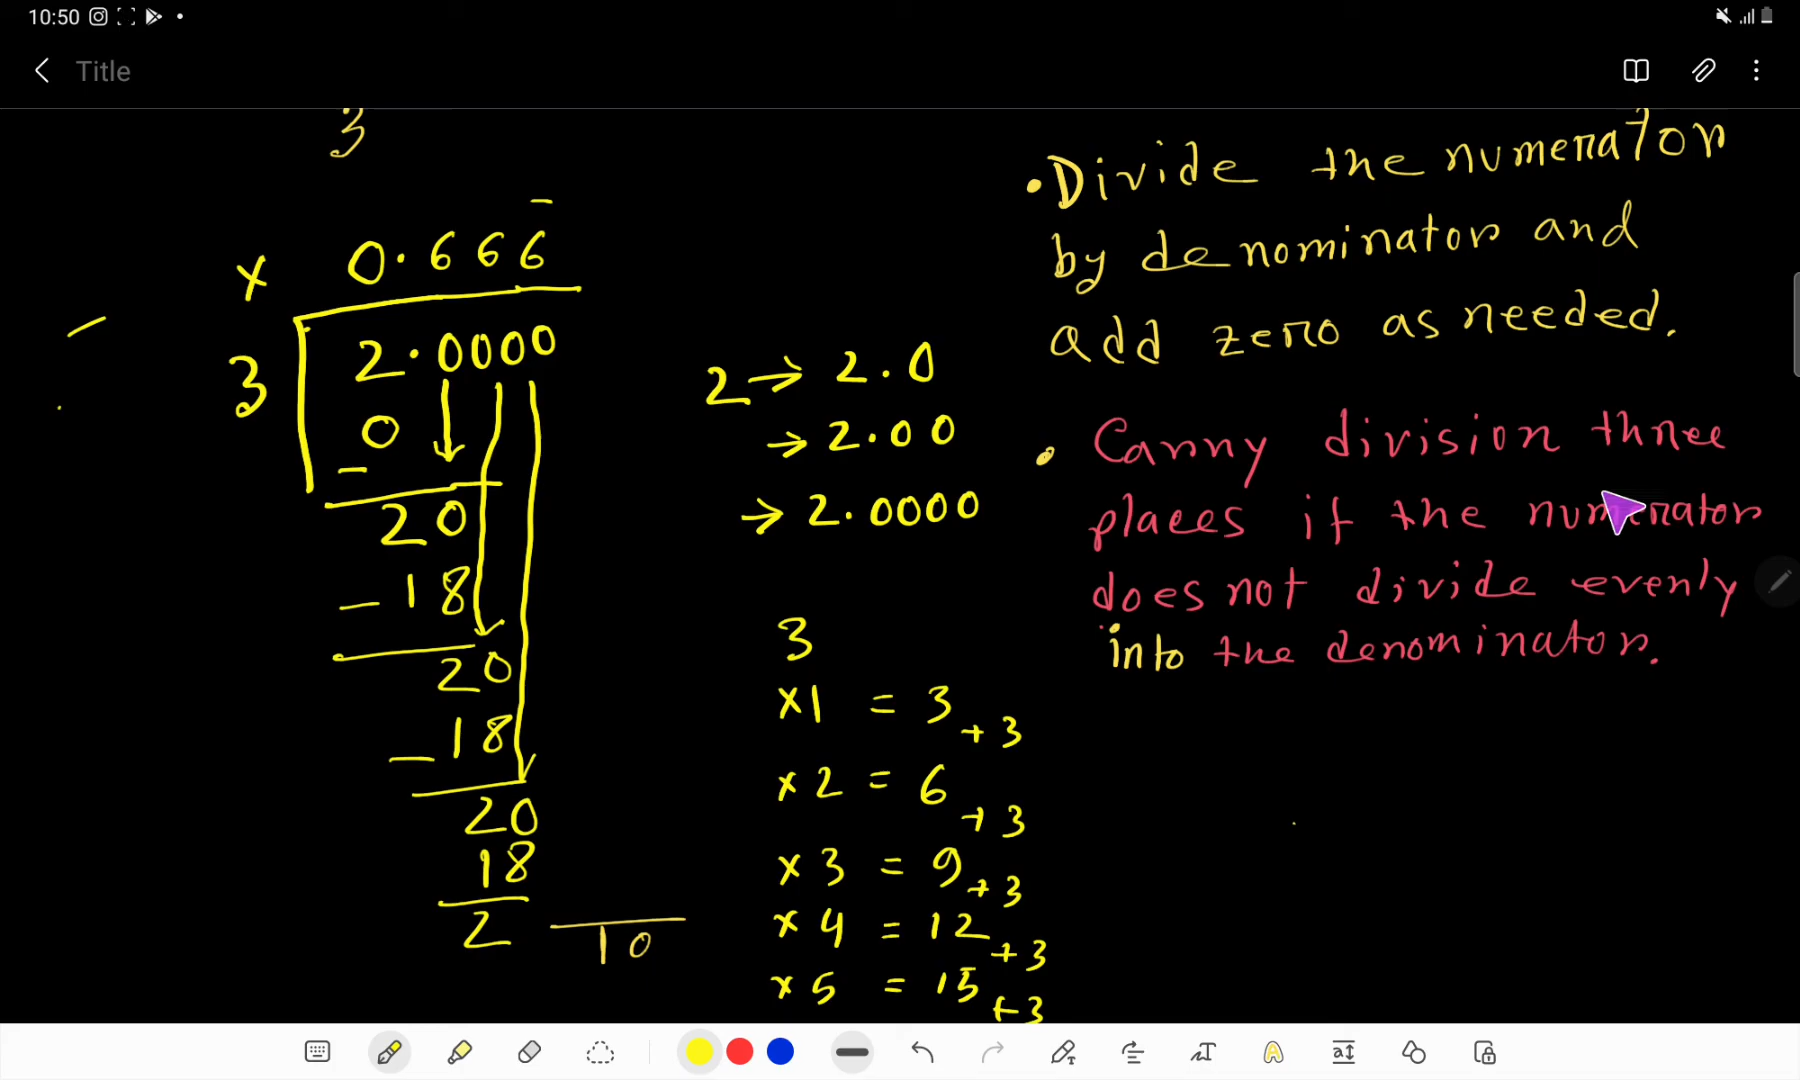 10:50
Title
3
x 0.666̅
3 2.0000
0
-
20
-18
20
-18
20
18
2
10
2 → 2.0
→ 2.00
→ 2.0000
3
x1 = 3 +3
x2 = 6 +3
x3 = 9 +3
x4 = 12 +3
x5 = 15 +3
• Divide the numerator
by denominator and
add zero as needed.
• Carry division three
places if the numerator
does not divide evenly
into the denominator.